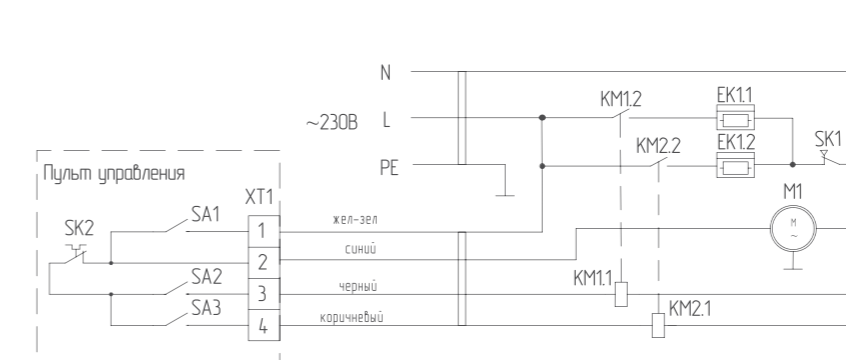 N
~230В L
PE
KM1.2
EK1.1
KM2.2
EK1.2
SK1
Пульт управления
XT1
M1
SK2
SA1
1
жел-зел
M
~
2
синий
SA2
3
черный
KM1.1
SA3
4
коричневый
KM2.1